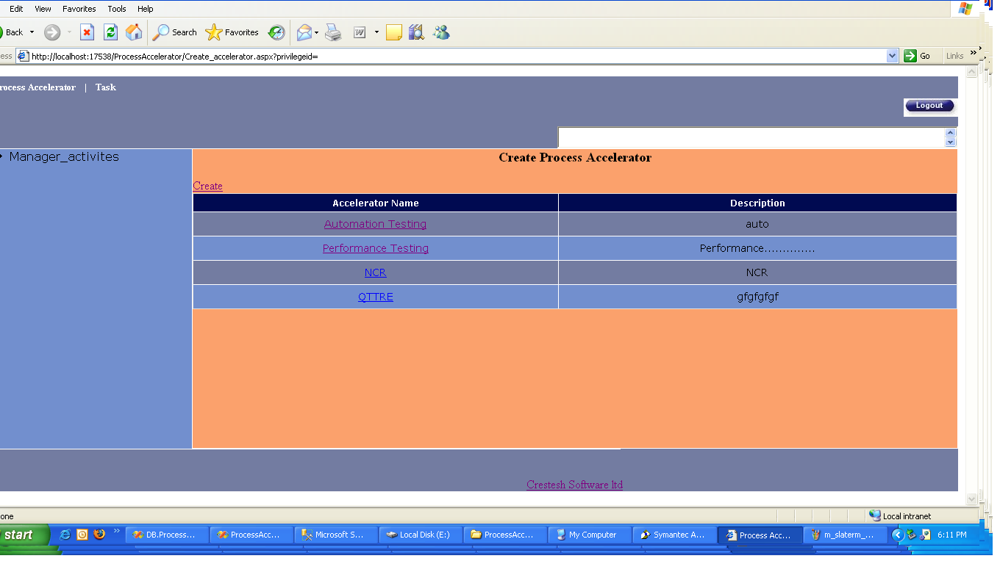 Edit View Favorites Tools Help
Back Search Favorites
ess http://localhost:17538/ProcessAccelerator/Create_accelerator.aspx?privilegeid= Go Links »
rocess Accelerator | Task
Logout
Manager_activites
Create Process Accelerator
Create
Accelerator Name Description
Automation Testing auto
Performance Testing Performance..............
NCR NCR
QTTRE gfgfgfgf
Crestesh Software ltd
one Local intranet
start » DB.Process... ProcessAcc... Microsoft S... Local Disk (E:) ProcessAcc... My Computer Symantec A... Process Acc... m_slaterm_... 6:11 PM